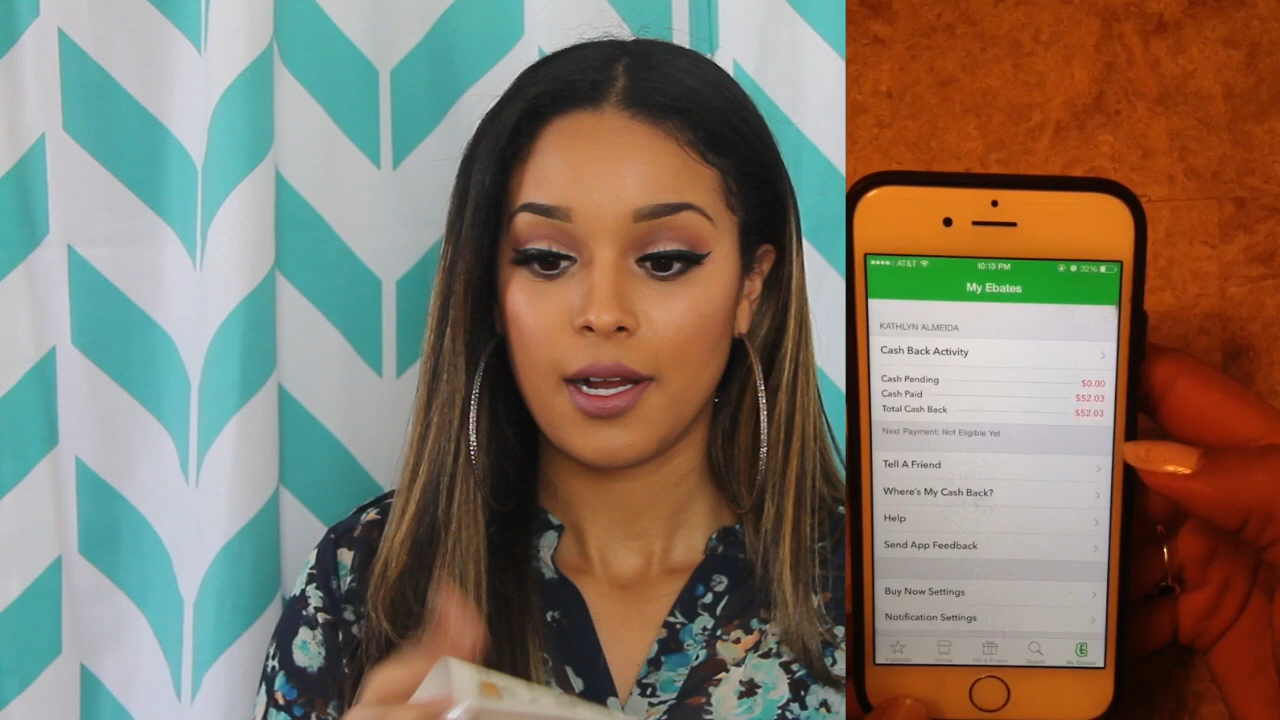 AT&T 10:13 PM 32%
My Ebates
KATHLYN ALMEIDA
Cash Back Activity
Cash Pending $0.00
Cash Paid $52.03
Total Cash Back $52.03
Next Payment: Not Eligible Yet
Tell A Friend
Where's My Cash Back?
Help
Send App Feedback
Buy Now Settings
Notification Settings
My Ebates